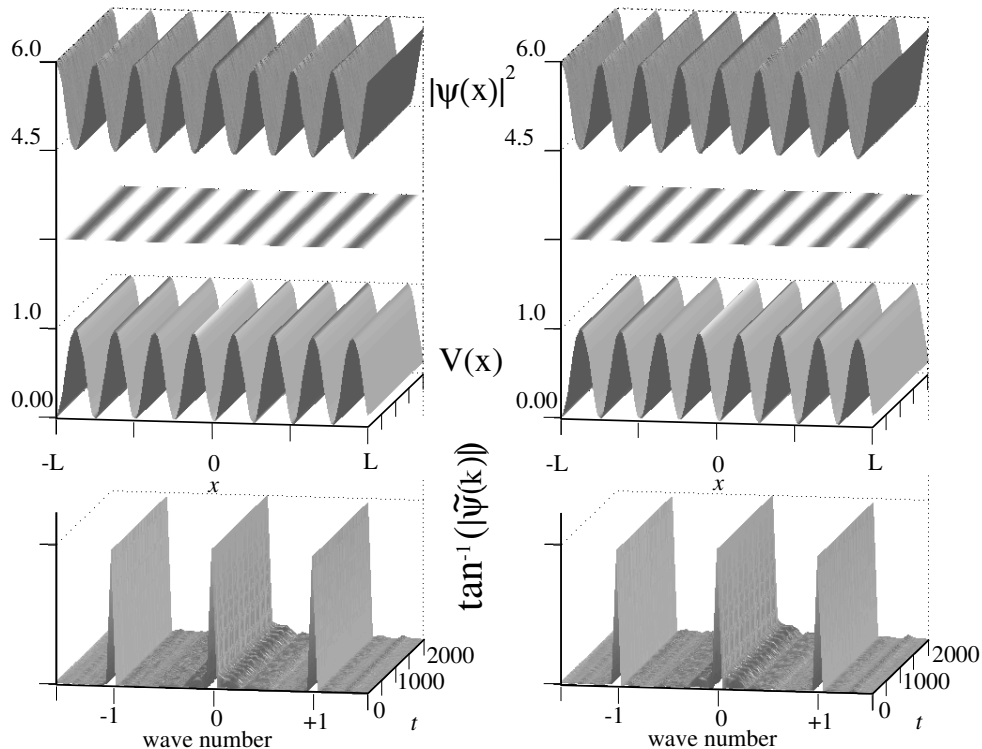 6.0
6.0
|ψ(x)|²
4.5
4.5
1.0
1.0
V(x)
0.00
0.00
-L
0
L
-L
0
L
x
x
tan⁻¹(|ψ̃(k)|)
2000
2000
1000
1000
-1
0
+1
0
t
-1
0
+1
0
t
wave number
wave number